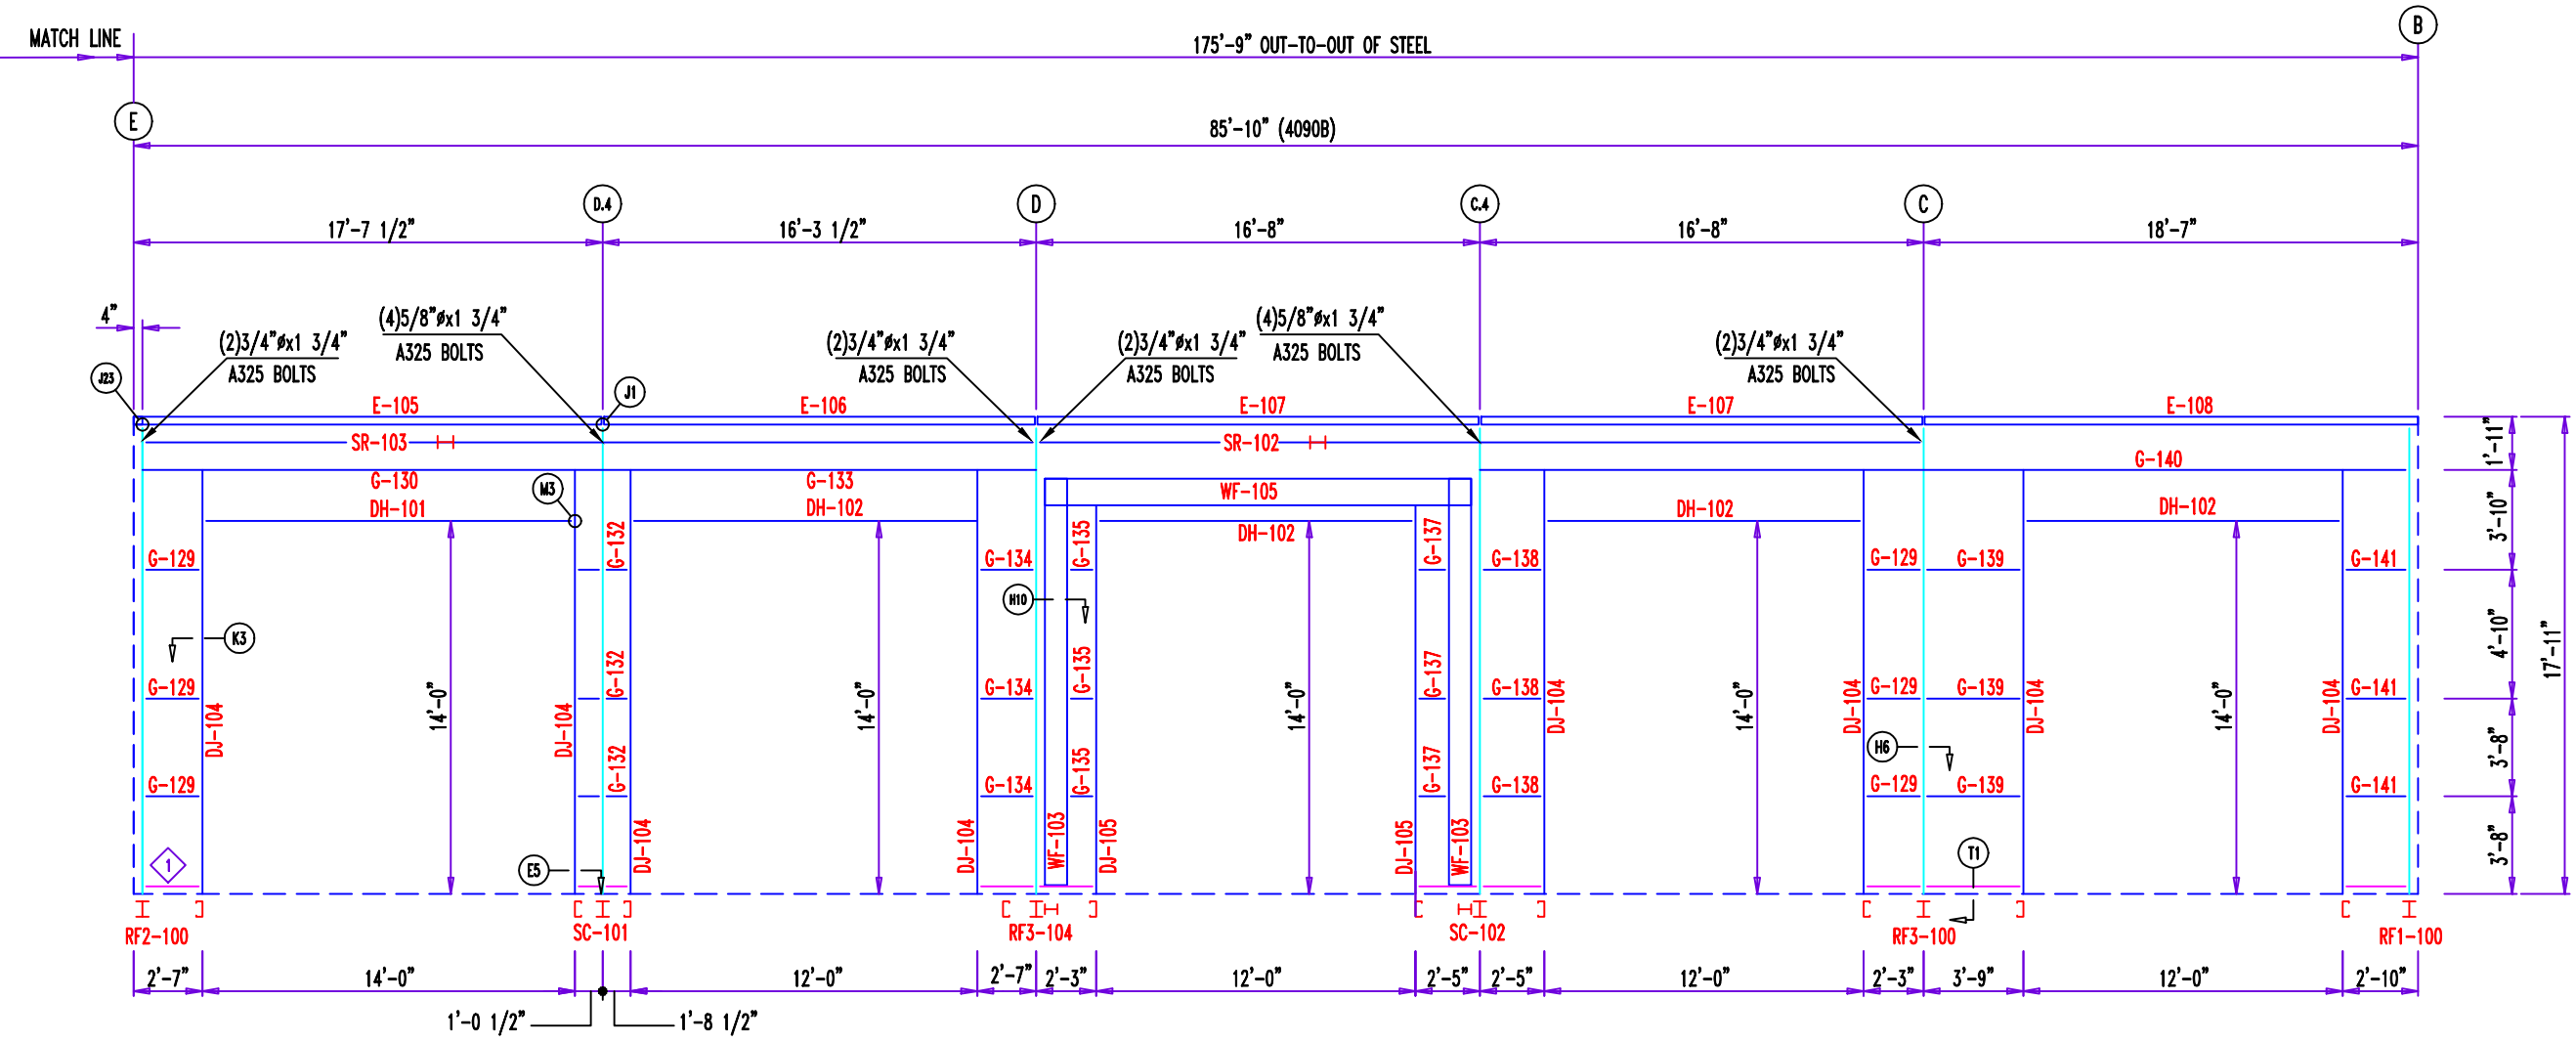 MATCH LINE
175'-9" OUT-TO-OUT OF STEEL
B
E
85'-10" (4090B)
D.4
D
C.4
C
17'-7 1/2"
16'-3 1/2"
16'-8"
16'-8"
18'-7"
4"
(2)3/4"øx1 3/4"
A325 BOLTS
(4)5/8"øx1 3/4"
A325 BOLTS
(2)3/4"øx1 3/4"
A325 BOLTS
(2)3/4"øx1 3/4"
A325 BOLTS
(4)5/8"øx1 3/4"
A325 BOLTS
(2)3/4"øx1 3/4"
A325 BOLTS
J23
J1
E-105
E-106
E-107
E-107
E-108
SR-103
SR-102
1'-11"
G-130
G-133
G-140
M3
WF-105
DH-101
DH-102
DH-102
DH-102
DH-102
3'-10"
G-129
G-132
G-134
G-135
G-137
G-138
G-129
G-139
G-141
H10
K3
4'-10"
17'-11"
G-129
G-132
G-134
G-135
G-137
G-138
G-129
G-139
G-141
DJ-104
14'-0"
DJ-104
14'-0"
14'-0"
DJ-104
14'-0"
DJ-104
DJ-104
14'-0"
DJ-104
H6
3'-8"
G-129
G-132
G-134
G-135
G-137
G-138
G-129
G-139
G-141
DJ-104
DJ-104
WF-103
DJ-105
DJ-105
WF-103
3'-8"
1
E5
T1
RF2-100
SC-101
RF3-104
SC-102
RF3-100
RF1-100
2'-7"
14'-0"
12'-0"
2'-7"
2'-3"
12'-0"
2'-5"
2'-5"
12'-0"
2'-3"
3'-9"
12'-0"
2'-10"
1'-0 1/2"
1'-8 1/2"